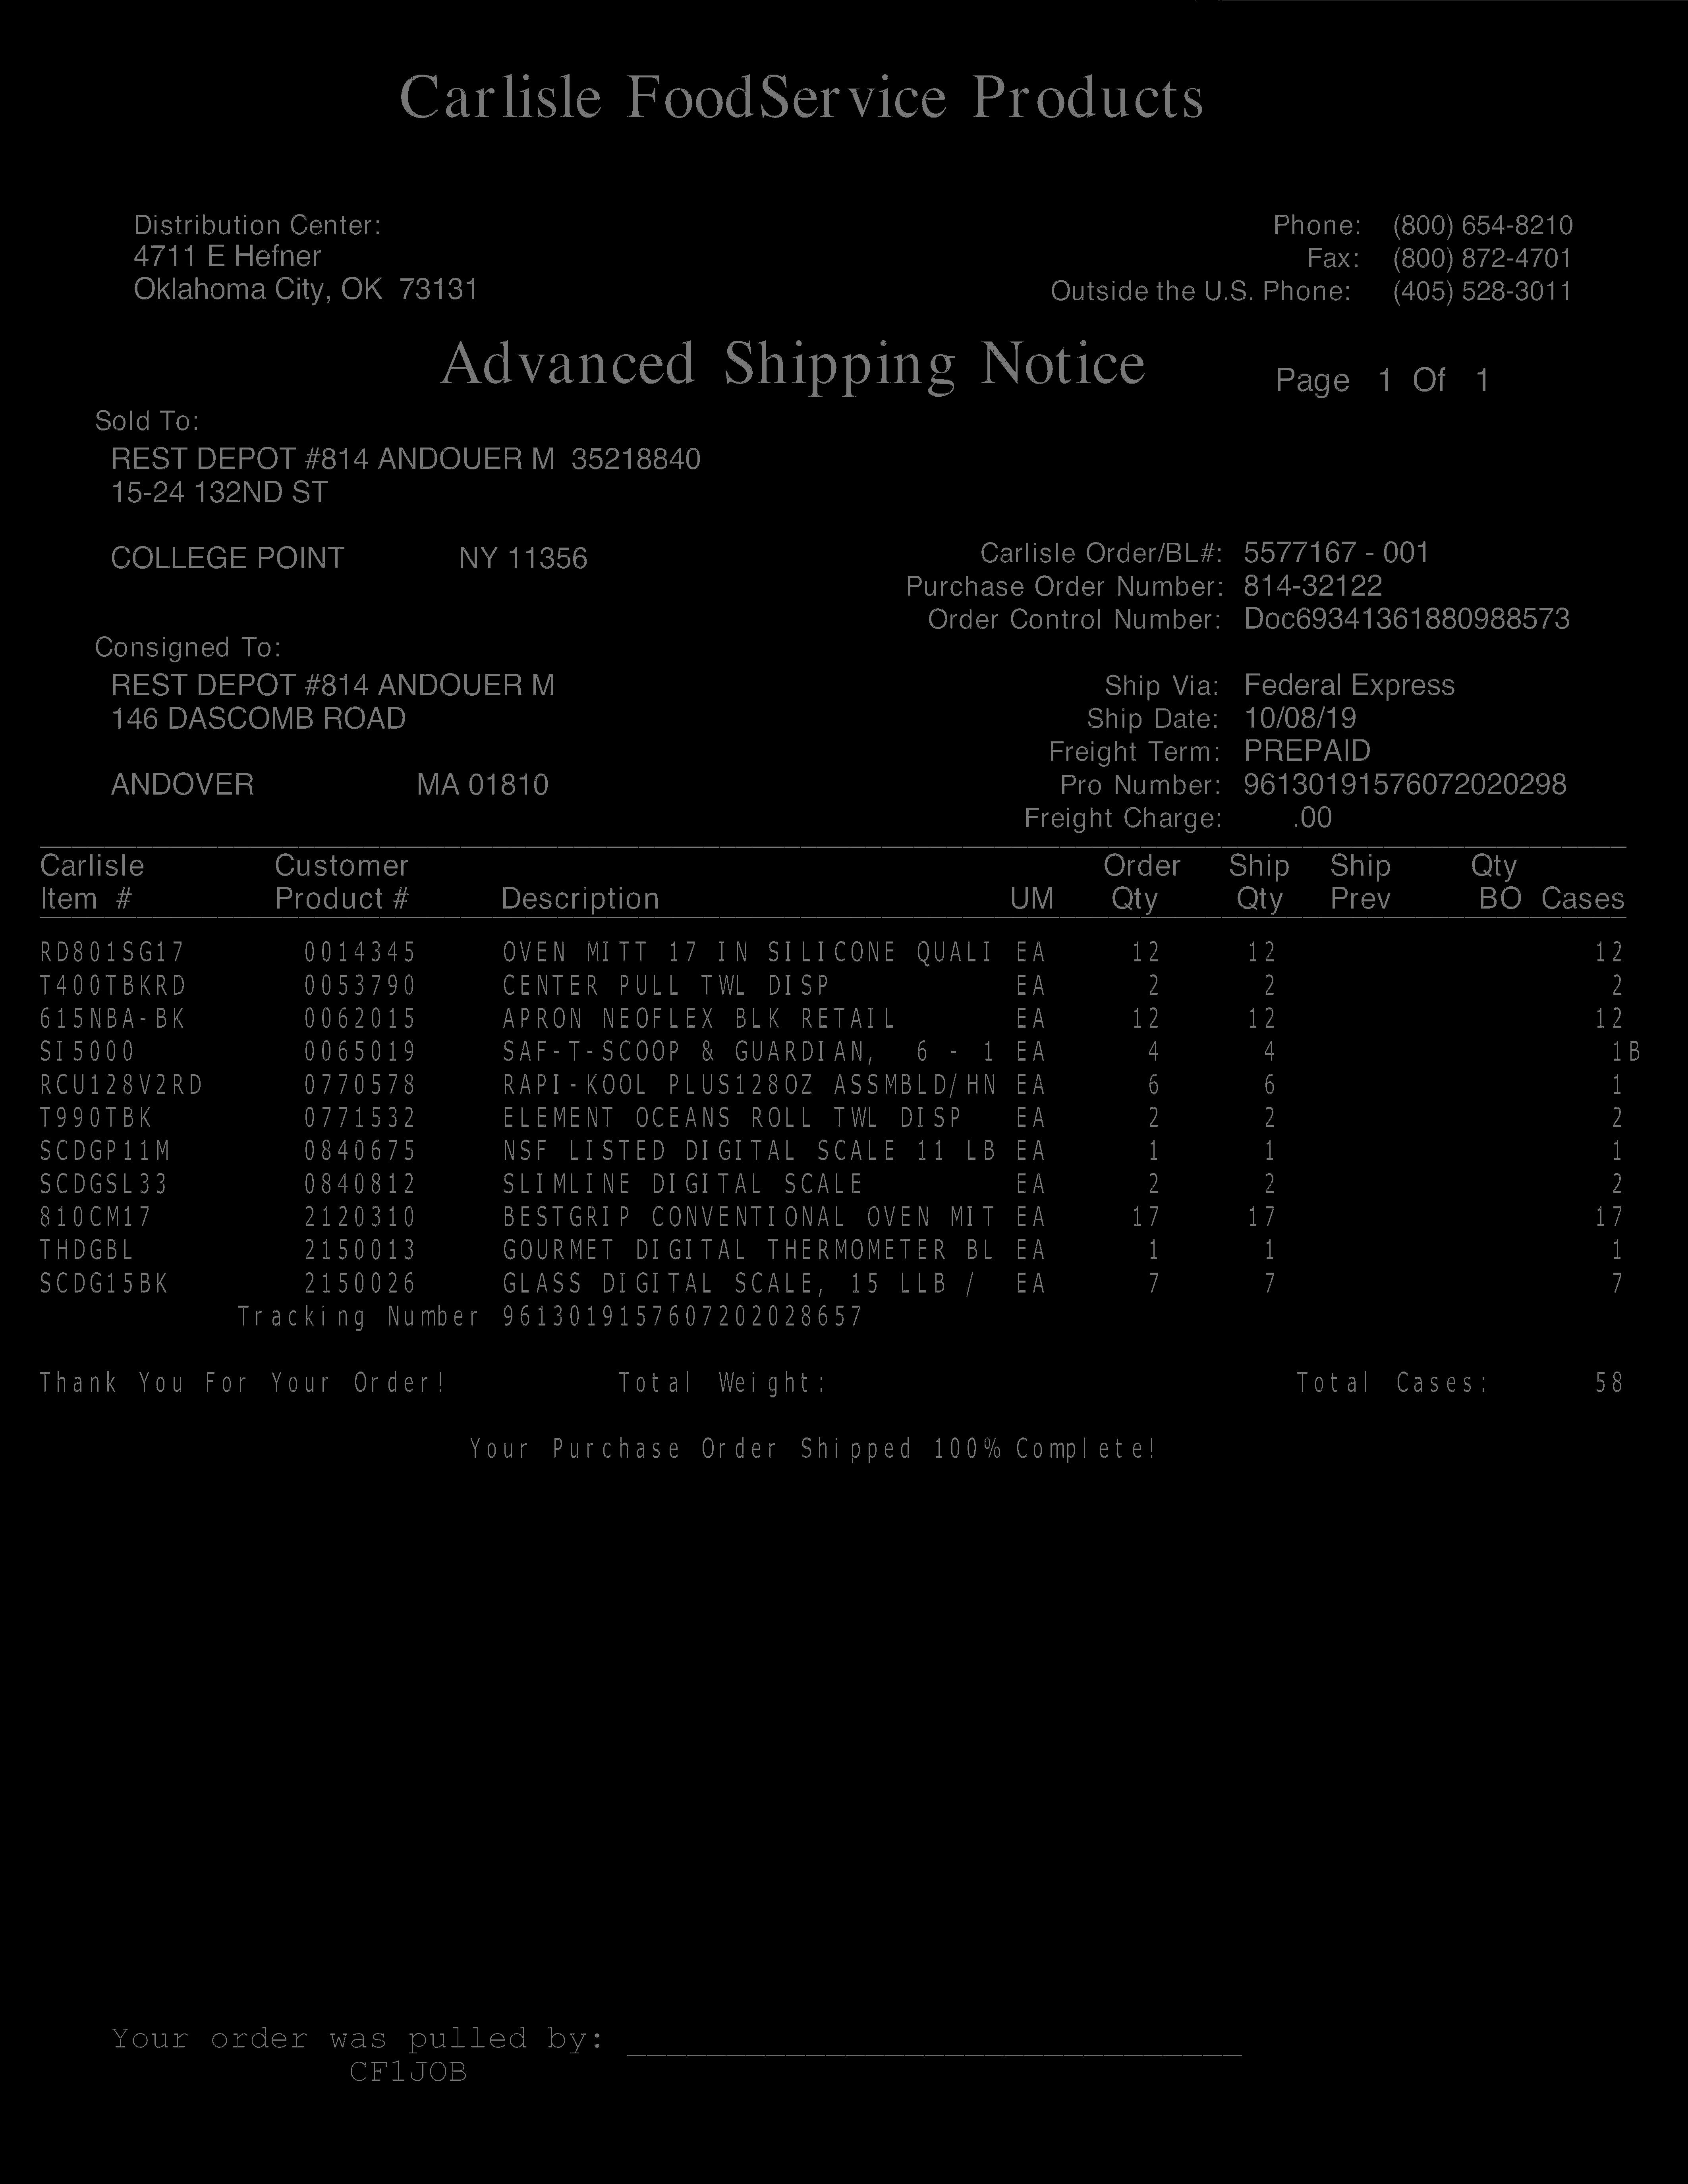 Carlisle FoodService Products
Distribution Center:
4711 E Hefner
Oklahoma City, OK 73131
Phone: (800) 654-8210
Fax: (800) 872-4701
Outside the U.S. Phone: (405) 528-3011
Advanced Shipping Notice Page 1 Of 1
Sold To:
REST DEPOT #814 ANDOUER M 35218840
15-24 132ND ST
COLLEGE POINT NY 11356
Carlisle Order/BL#: 5577167 - 001
Purchase Order Number: 814-32122
Order Control Number: Doc69341361880988573
Consigned To:
REST DEPOT #814 ANDOUER M
146 DASCOMB ROAD
ANDOVER MA 01810
Ship Via: Federal Express
Ship Date: 10/08/19
Freight Term: PREPAID
Pro Number: 96130191576072020298
Freight Charge: .00
Carlisle Customer Order Ship Ship Qty
Item # Product # Description UM Qty Qty Prev BO Cases
RD801SG17 0014345 OVEN MITT 17 IN SILICONE QUALI EA 12 12 12
T400TBKRD 0053790 CENTER PULL TWL DISP EA 2 2 2
615NBA-BK 0062015 APRON NEOFLEX BLK RETAIL EA 12 12 12
SI5000 0065019 SAF-T-SCOOP & GUARDIAN, 6 - 1 EA 4 4 1B
RCU128V2RD 0770578 RAPI-KOOL PLUS128OZ ASSMBLD/HN EA 6 6 1
T990TBK 0771532 ELEMENT OCEANS ROLL TWL DISP EA 2 2 2
SCDGP11M 0840675 NSF LISTED DIGITAL SCALE 11 LB EA 1 1 1
SCDGSL33 0840812 SLIMLINE DIGITAL SCALE EA 2 2 2
810CM17 2120310 BESTGRIP CONVENTIONAL OVEN MIT EA 17 17 17
THDGBL 2150013 GOURMET DIGITAL THERMOMETER BL EA 1 1 1
SCDG15BK 2150026 GLASS DIGITAL SCALE, 15 LLB / EA 7 7 7
Tracking Number 9613019157607202028657
Thank You For Your Order! Total Weight: Total Cases: 58
Your Purchase Order Shipped 100% Complete!
Your order was pulled by:
CF1JOB